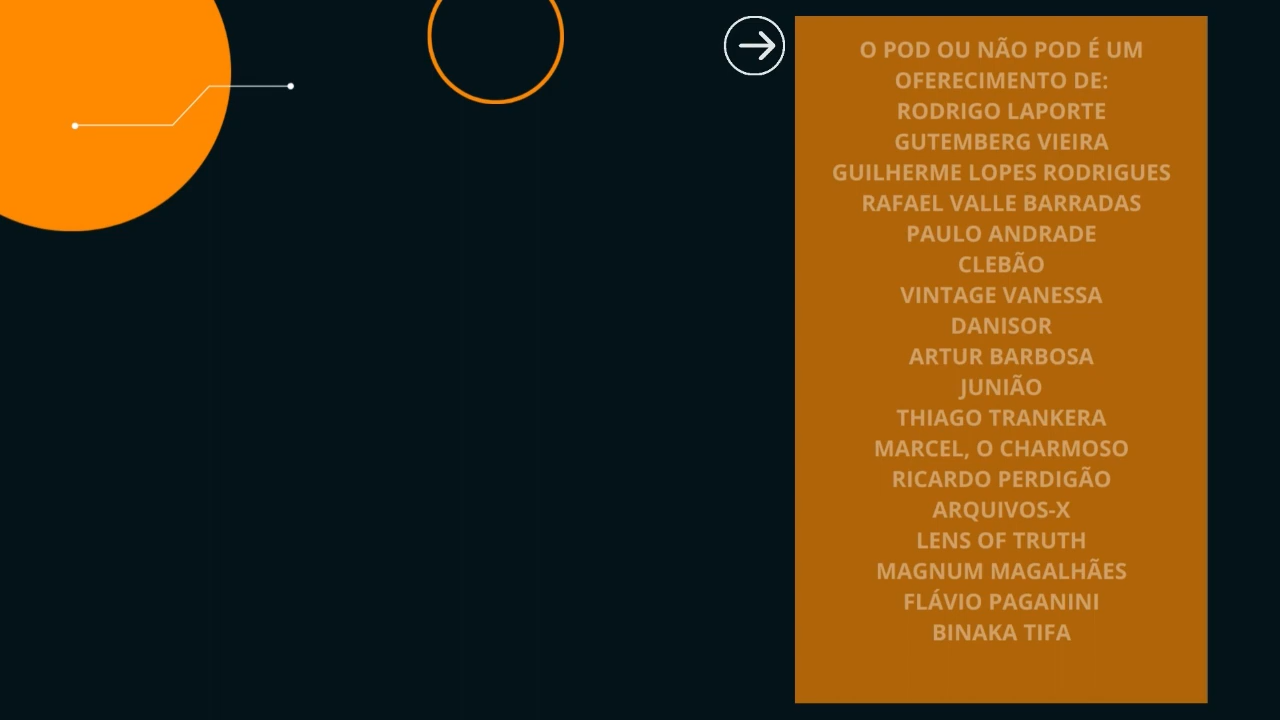 O POD OU NÃO POD É UM
OFERECIMENTO DE:
RODRIGO LAPORTE
GUTEMBERG VIEIRA
GUILHERME LOPES RODRIGUES
RAFAEL VALLE BARRADAS
PAULO ANDRADE
CLEBÃO
VINTAGE VANESSA
DANISOR
ARTUR BARBOSA
JUNIÃO
THIAGO TRANKERA
MARCEL, O CHARMOSO
RICARDO PERDIGÃO
ARQUIVOS-X
LENS OF TRUTH
MAGNUM MAGALHÃES
FLÁVIO PAGANINI
BINAKA TIFA